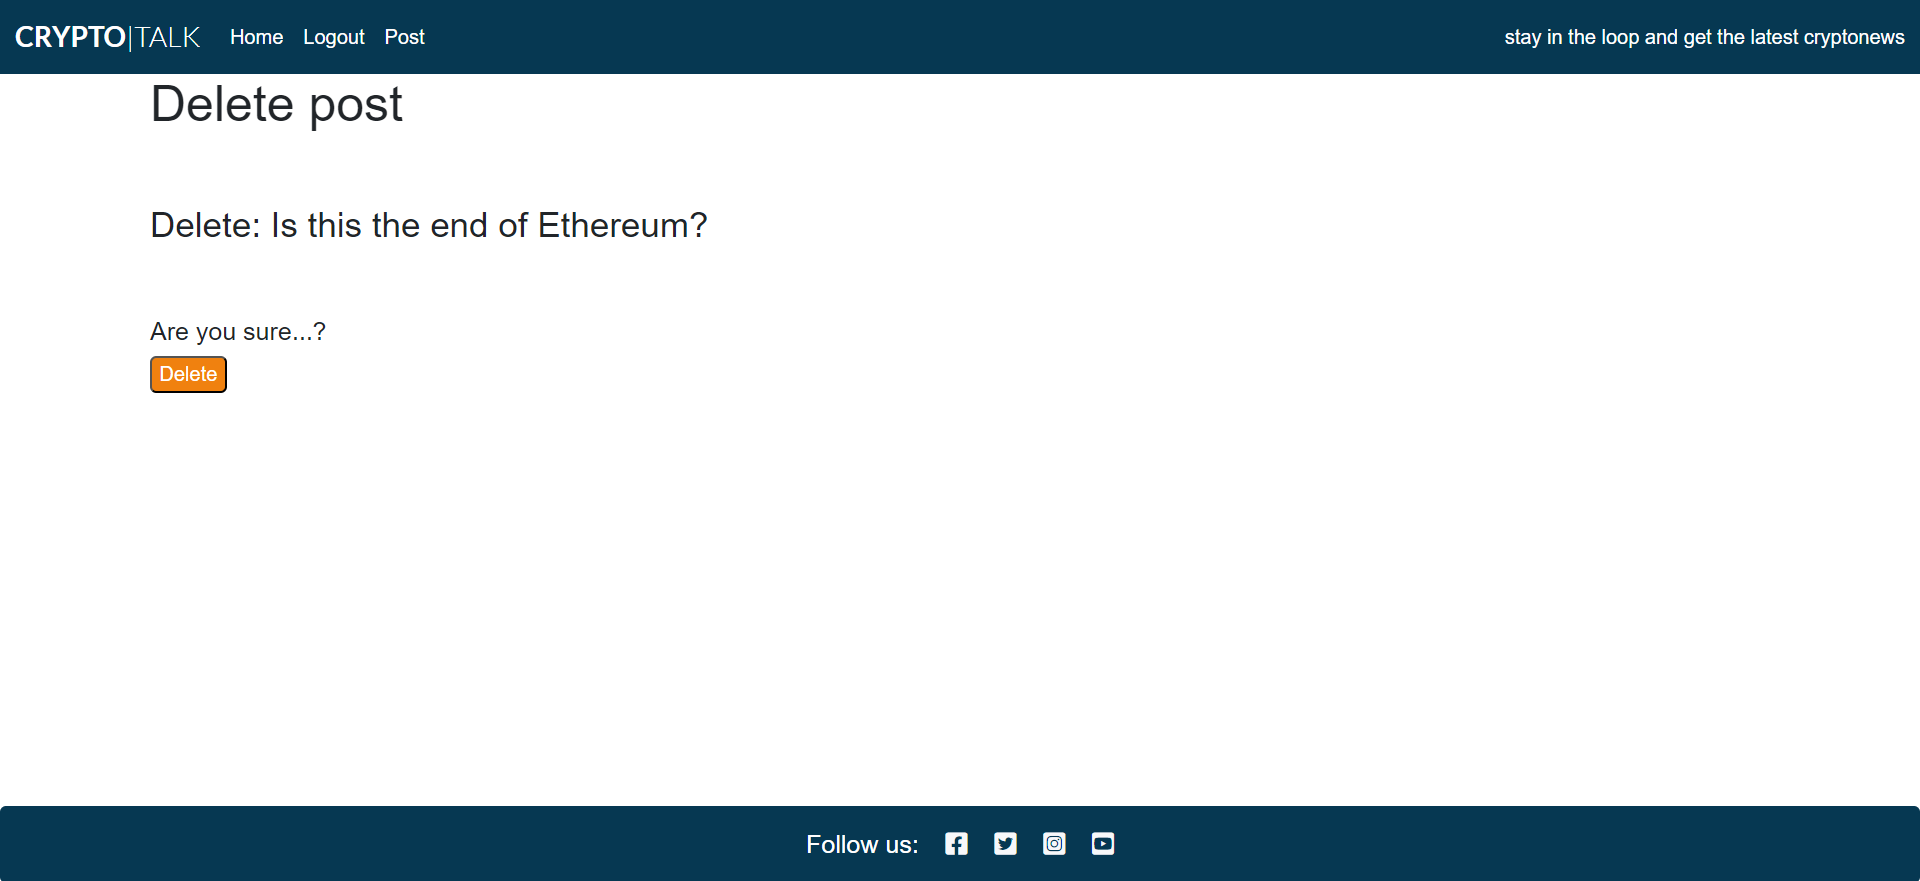 CRYPTO|TALK Home Logout Post stay in the loop and get the latest cryptonews
Delete post
Delete: Is this the end of Ethereum?
Are you sure...?
Delete
Follow us: